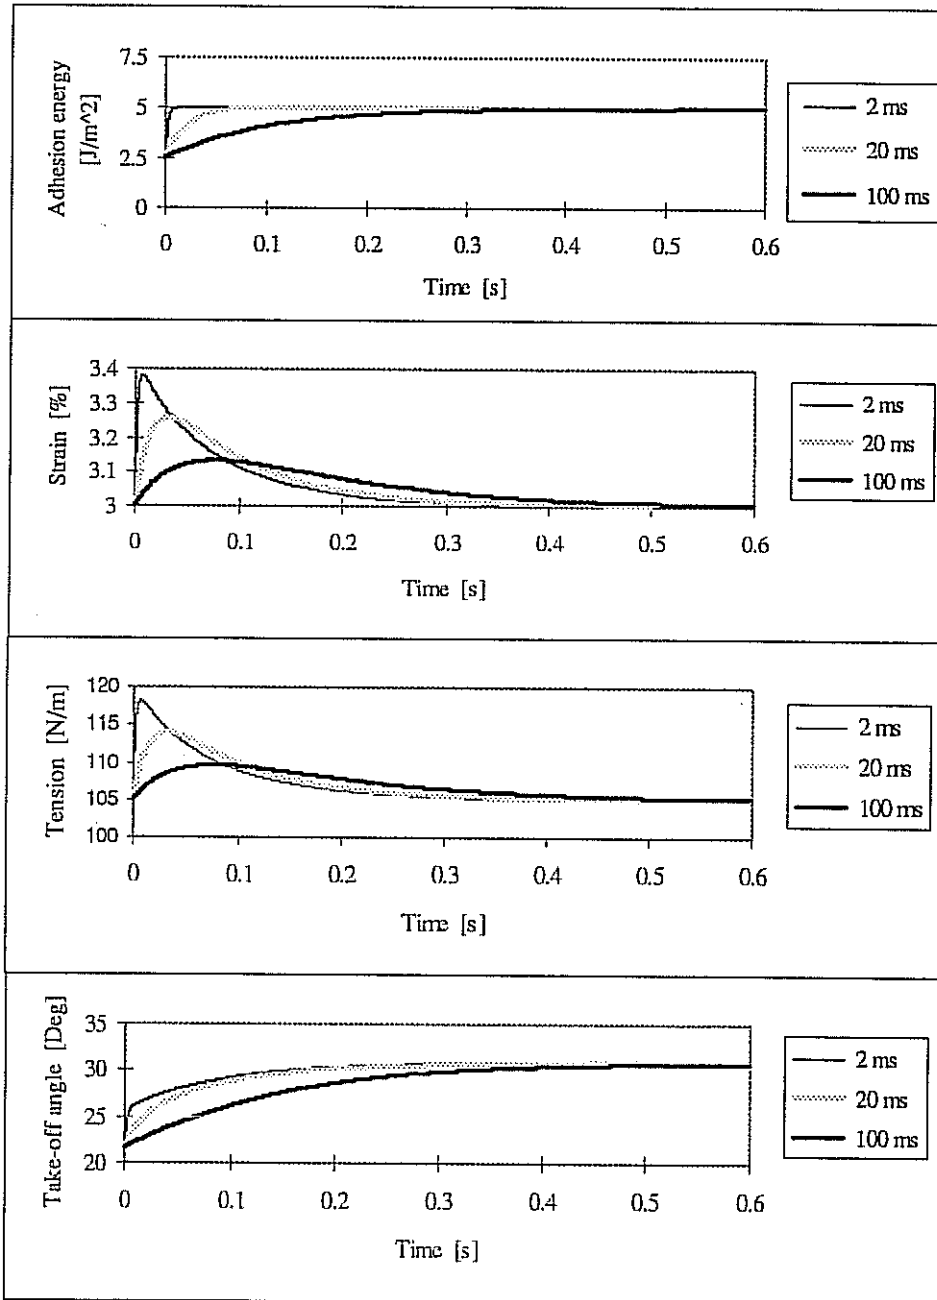 Adhesion energy
[J/m^2]
7.5
5
2.5
0
0 0.1 0.2 0.3 0.4 0.5 0.6
Time [s]
2 ms
20 ms
100 ms
Strain [%]
3.4
3.3
3.2
3.1
3
0 0.1 0.2 0.3 0.4 0.5 0.6
Time [s]
2 ms
20 ms
100 ms
Tension [N/m]
120
115
110
105
100
0 0.1 0.2 0.3 0.4 0.5 0.6
Time [s]
2 ms
20 ms
100 ms
Take-off angle [Deg]
35
30
25
20
0 0.1 0.2 0.3 0.4 0.5 0.6
Time [s]
2 ms
20 ms
100 ms